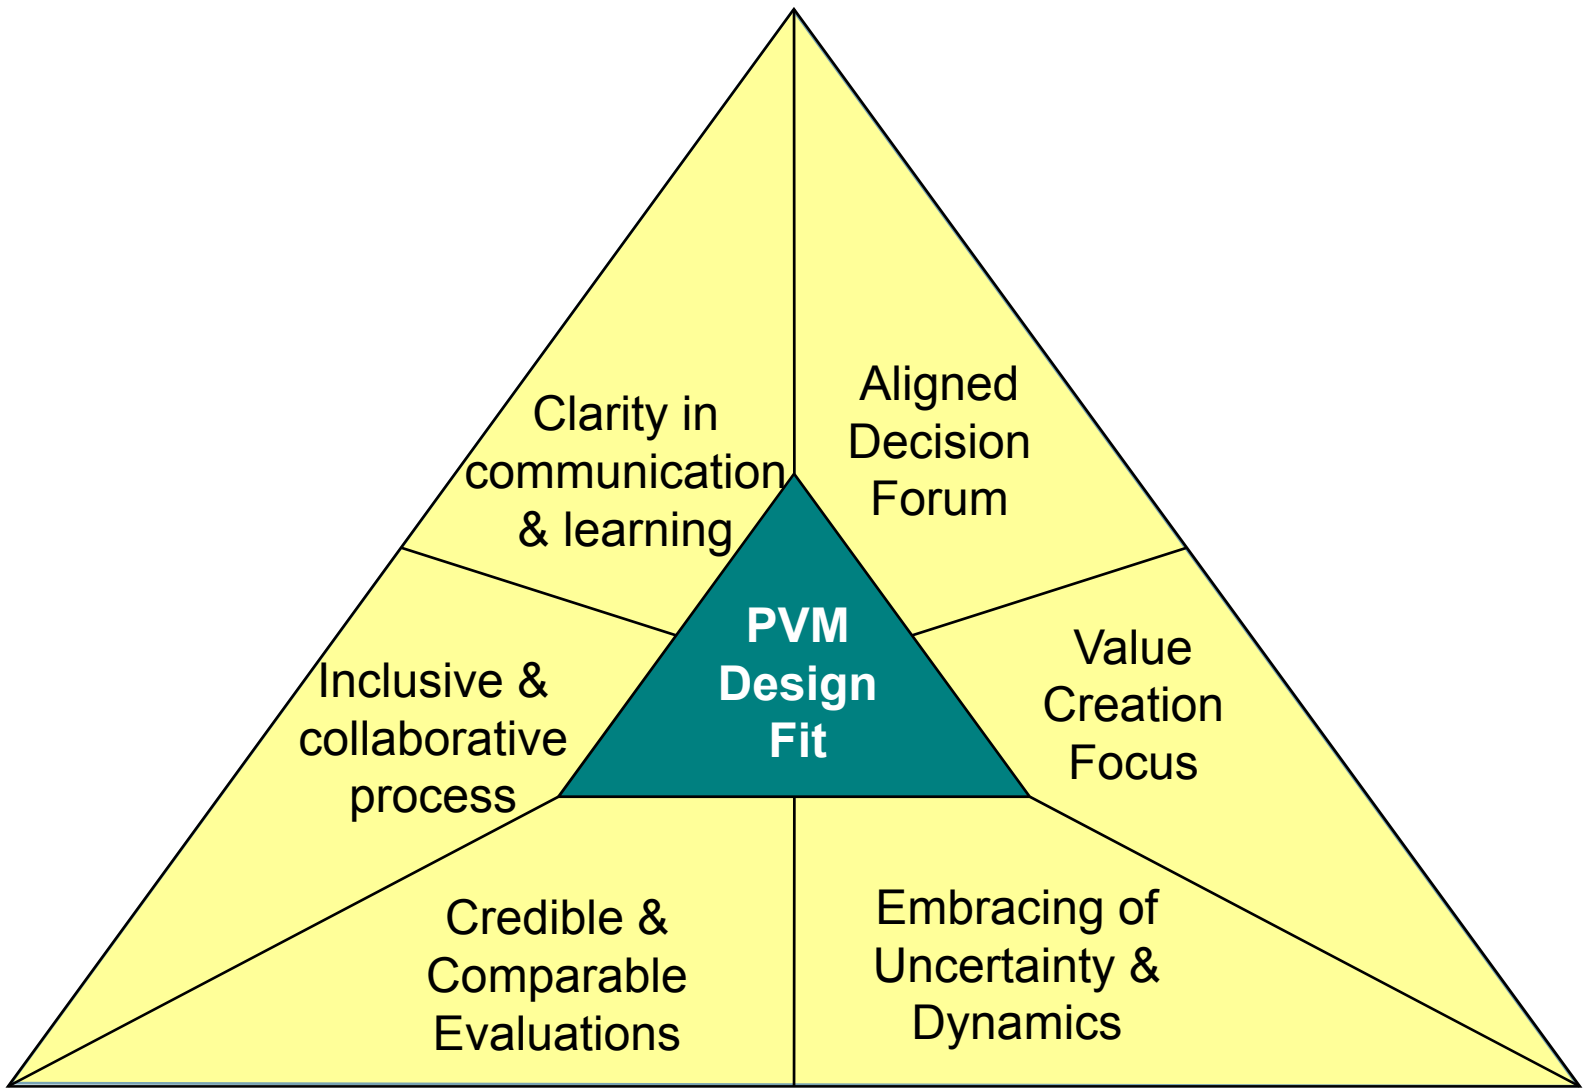 Clarity in
communication
& learning
Aligned
Decision
Forum
PVM
Design
Fit
Inclusive &
collaborative
process
Value
Creation
Focus
Credible &
Comparable
Evaluations
Embracing of
Uncertainty &
Dynamics